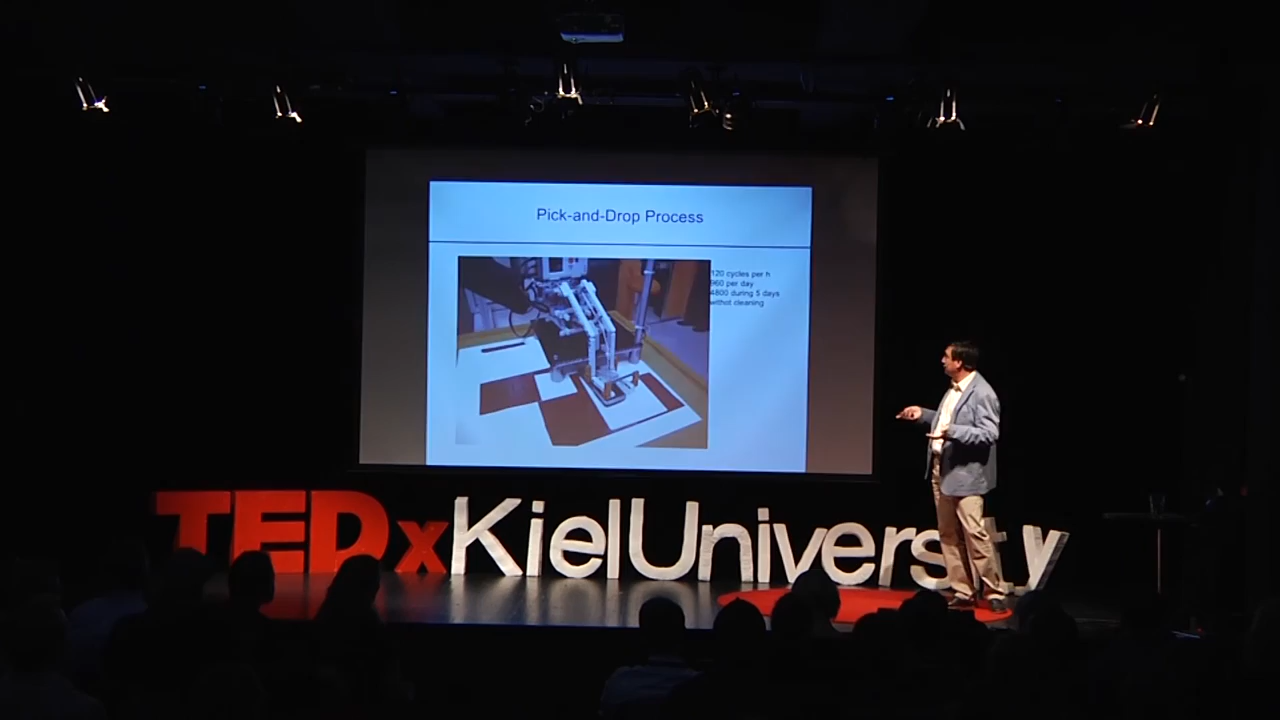 Pick-and-Drop Process
120 cycles per h
960 per day
4800 during 5 days
withot cleaning
TEDxKielUniversity